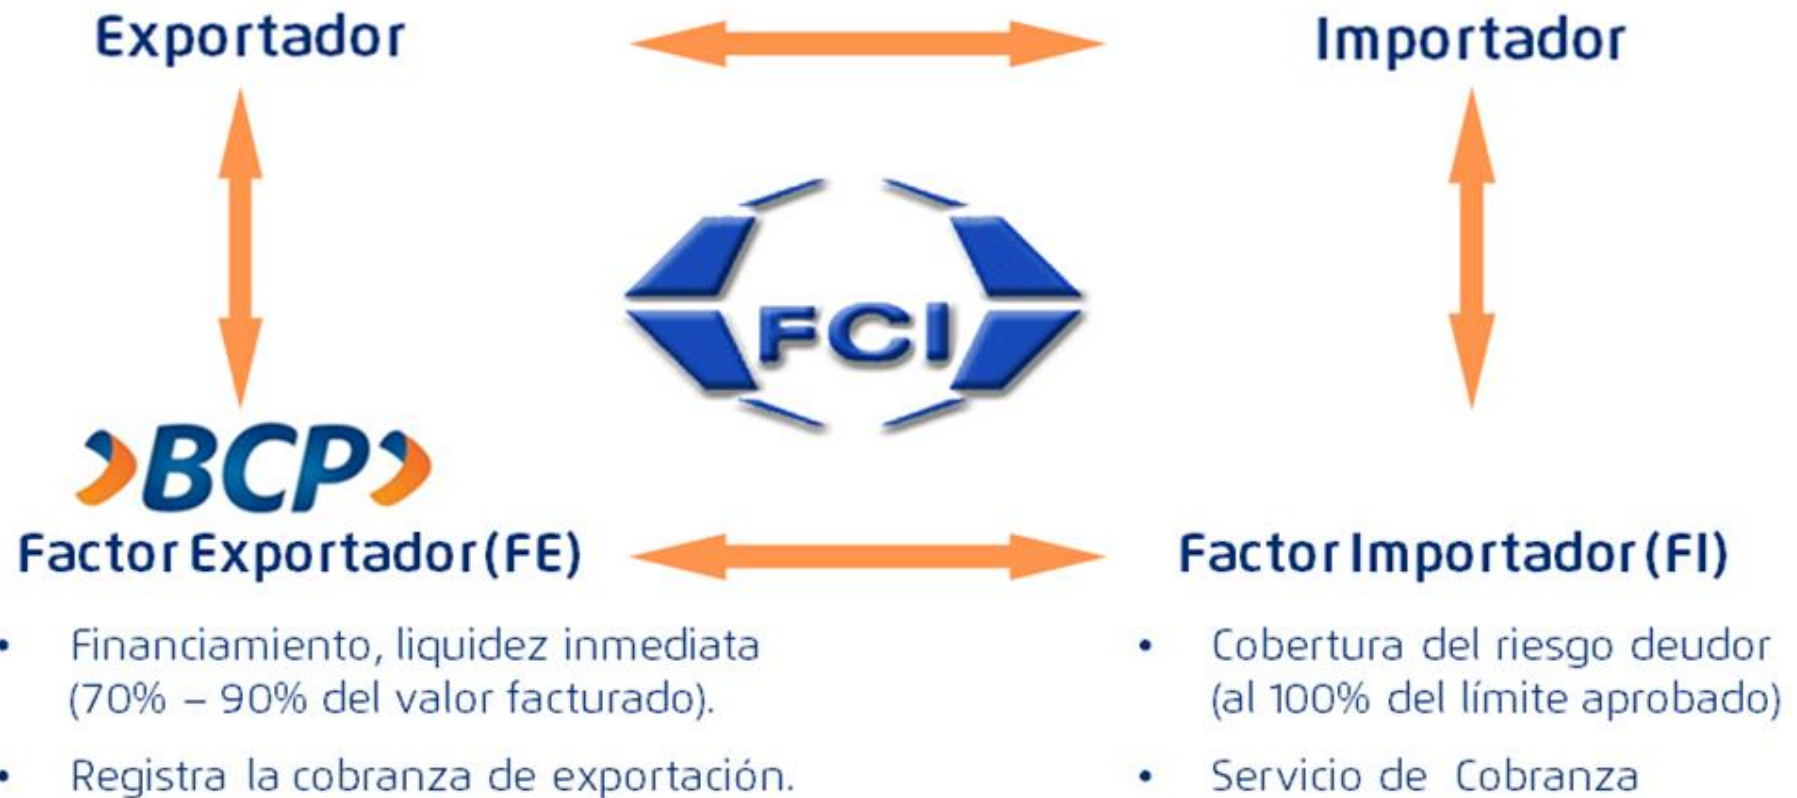 Exportador
Importador
FCI
BCP
Factor Exportador (FE)
Factor Importador (FI)
• Financiamiento, liquidez inmediata
(70% – 90% del valor facturado).
• Registra la cobranza de exportación.
• Cobertura del riesgo deudor
(al 100% del límite aprobado)
• Servicio de Cobranza